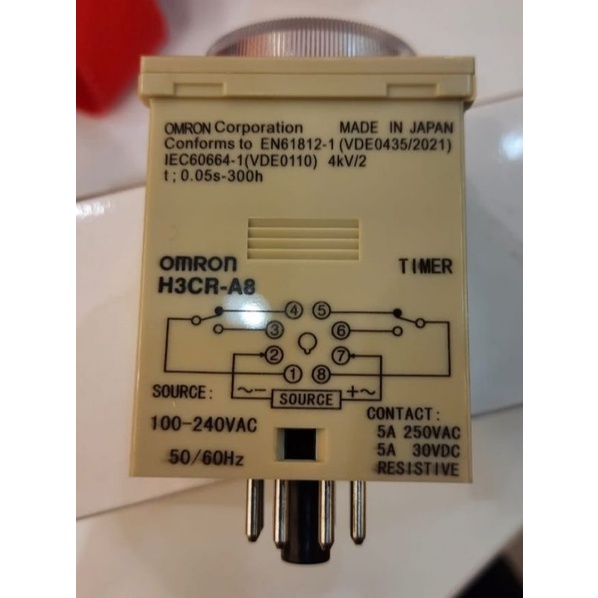 OMRON Corporation MADE IN JAPAN
Conforms to EN61812-1 (VDE0435/2021)
IEC60664-1(VDE0110) 4kV/2
t ; 0.05s-300h
OMRON TIMER
H3CR-A8
④ ⑤
③ ⑥
② ⑦
① ⑧
SOURCE: ~− SOURCE +~
CONTACT:
100-240VAC 5A 250VAC
5A 30VDC
50/60Hz RESISTIVE